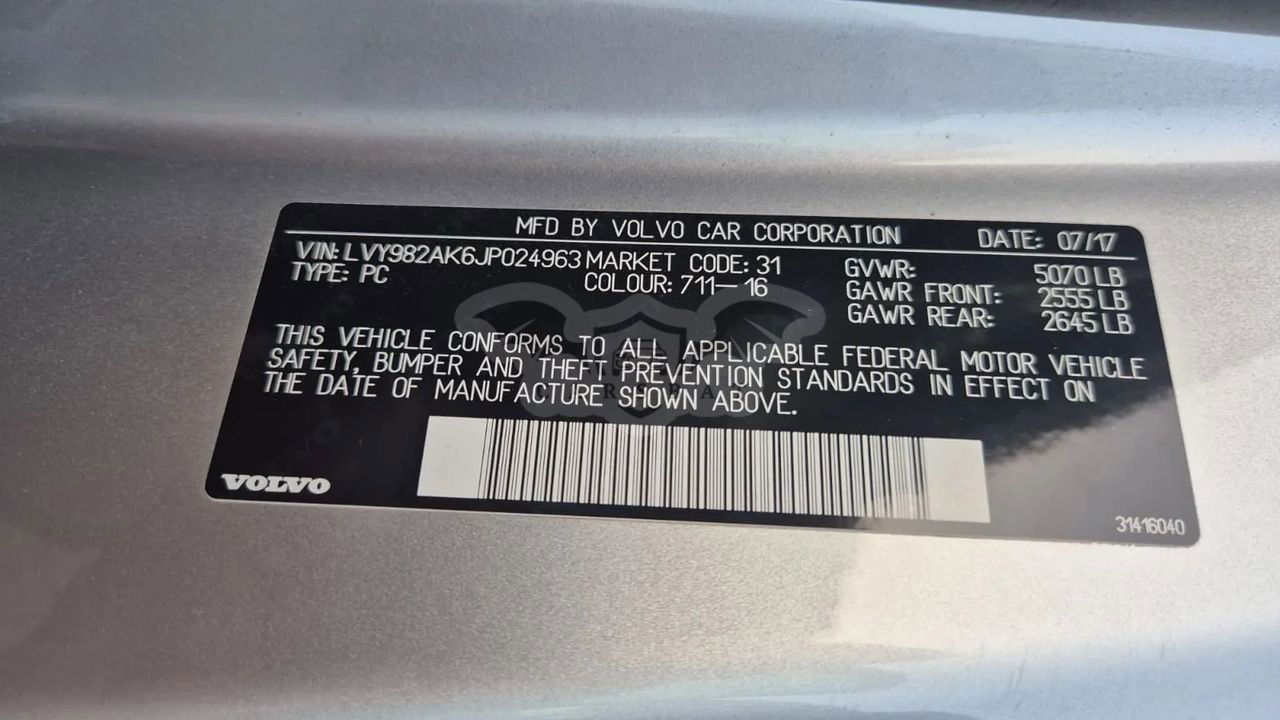 MFD BY VOLVO CAR CORPORATION DATE: 07/17
VIN: LVY982AK6JP024963 MARKET CODE: 31 GVWR: 5070 LB
TYPE: PC COLOUR: 711–16 GAWR FRONT: 2555 LB
GAWR REAR: 2645 LB
THIS VEHICLE CONFORMS TO ALL APPLICABLE FEDERAL MOTOR VEHICLE
SAFETY, BUMPER AND THEFT PREVENTION STANDARDS IN EFFECT ON
THE DATE OF MANUFACTURE SHOWN ABOVE.
VOLVO
31416040